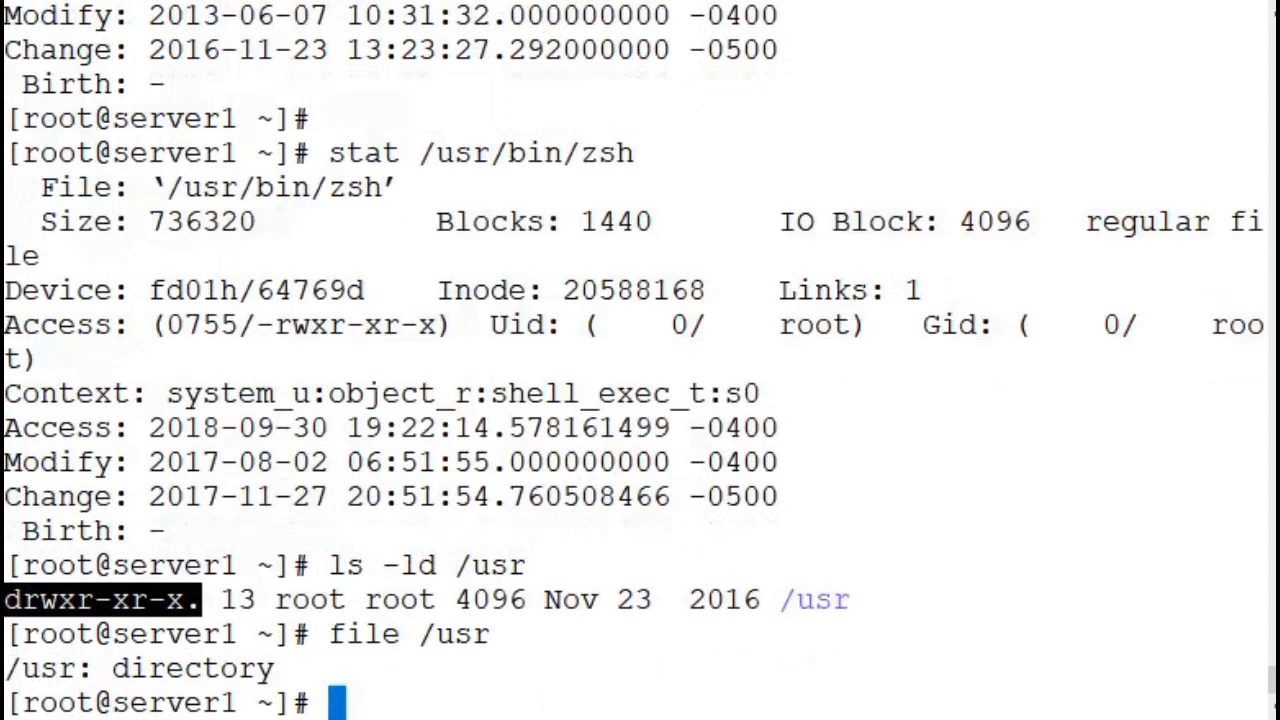 Modify: 2013-06-07 10:31:32.000000000 -0400
Change: 2016-11-23 13:23:27.292000000 -0500
 Birth: -
[root@server1 ~]#
[root@server1 ~]# stat /usr/bin/zsh
  File: ‘/usr/bin/zsh’
  Size: 736320          Blocks: 1440       IO Block: 4096   regular fi
le
Device: fd01h/64769d    Inode: 20588168    Links: 1
Access: (0755/-rwxr-xr-x)  Uid: (    0/    root)   Gid: (    0/    roo
t)
Context: system_u:object_r:shell_exec_t:s0
Access: 2018-09-30 19:22:14.578161499 -0400
Modify: 2017-08-02 06:51:55.000000000 -0400
Change: 2017-11-27 20:51:54.760508466 -0500
 Birth: -
[root@server1 ~]# ls -ld /usr
drwxr-xr-x. 13 root root 4096 Nov 23  2016 /usr
[root@server1 ~]# file /usr
/usr: directory
[root@server1 ~]#